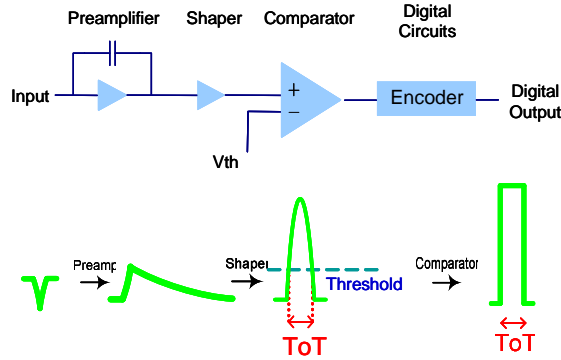 Preamplifier
Shaper
Comparator
Digital
Circuits
Input
+
−
Encoder
Digital
Output
Vth
Preamp
Shaper
Threshold
Comparator
ToT
ToT